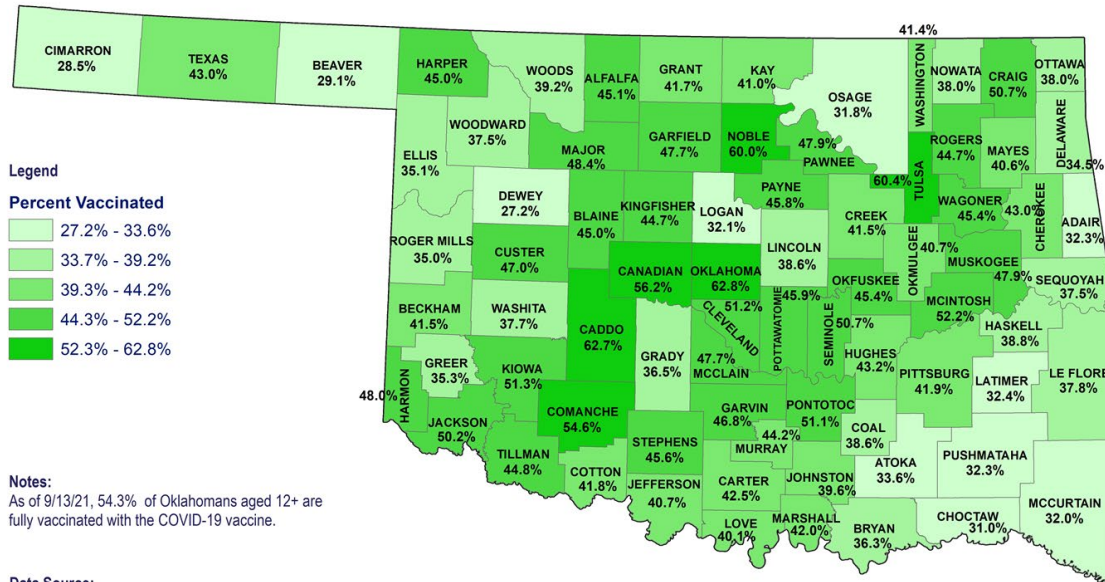 41.4%
CIMARRON
28.5%
TEXAS
43.0%
BEAVER
29.1%
HARPER
45.0%
WOODS
39.2%
ALFALFA
45.1%
GRANT
41.7%
KAY
41.0%
OSAGE
31.8%
WASHINGTON
NOWATA
38.0%
CRAIG
50.7%
OTTAWA
38.0%
ELLIS
35.1%
WOODWARD
37.5%
MAJOR
48.4%
GARFIELD
47.7%
NOBLE
60.0%
47.9%
PAWNEE
60.4%
TULSA
ROGERS
44.7%
MAYES
40.6%
DELAWARE
34.5%
Legend
Percent Vaccinated
27.2% - 33.6%
33.7% - 39.2%
39.3% - 44.2%
44.3% - 52.2%
52.3% - 62.8%
DEWEY
27.2%
BLAINE
45.0%
KINGFISHER
44.7%
LOGAN
32.1%
PAYNE
45.8%
CREEK
41.5%
WAGONER
45.4%
43.0%
CHEROKEE
ADAIR
32.3%
ROGER MILLS
35.0%
CUSTER
47.0%
CANADIAN
56.2%
OKLAHOMA
62.8%
LINCOLN
38.6%
OKFUSKEE
45.4%
40.7%
OKMULGEE
MUSKOGEE
47.9%
SEQUOYAH
37.5%
BECKHAM
41.5%
WASHITA
37.7%
CADDO
62.7%
GRADY
36.5%
51.2%
CLEVELAND
45.9%
POTTAWATOMIE
SEMINOLE
50.7%
MCINTOSH
52.2%
HASKELL
38.8%
GREER
35.3%
KIOWA
51.3%
47.7%
MCCLAIN
HUGHES
43.2%
PITTSBURG
41.9%
LATIMER
32.4%
LE FLORE
37.8%
48.0%
HARMON
JACKSON
50.2%
COMANCHE
54.6%
GARVIN
46.8%
PONTOTOC
51.1%
COAL
38.6%
TILLMAN
44.8%
COTTON
41.8%
STEPHENS
45.6%
44.2%
MURRAY
ATOKA
33.6%
PUSHMATAHA
32.3%
JEFFERSON
40.7%
CARTER
42.5%
JOHNSTON
39.6%
MCCURTAIN
32.0%
LOVE
40.1%
MARSHALL
42.0%
BRYAN
36.3%
CHOCTAW
31.0%
Notes:
As of 9/13/21, 54.3% of Oklahomans aged 12+ are
fully vaccinated with the COVID-19 vaccine.
Data Source: